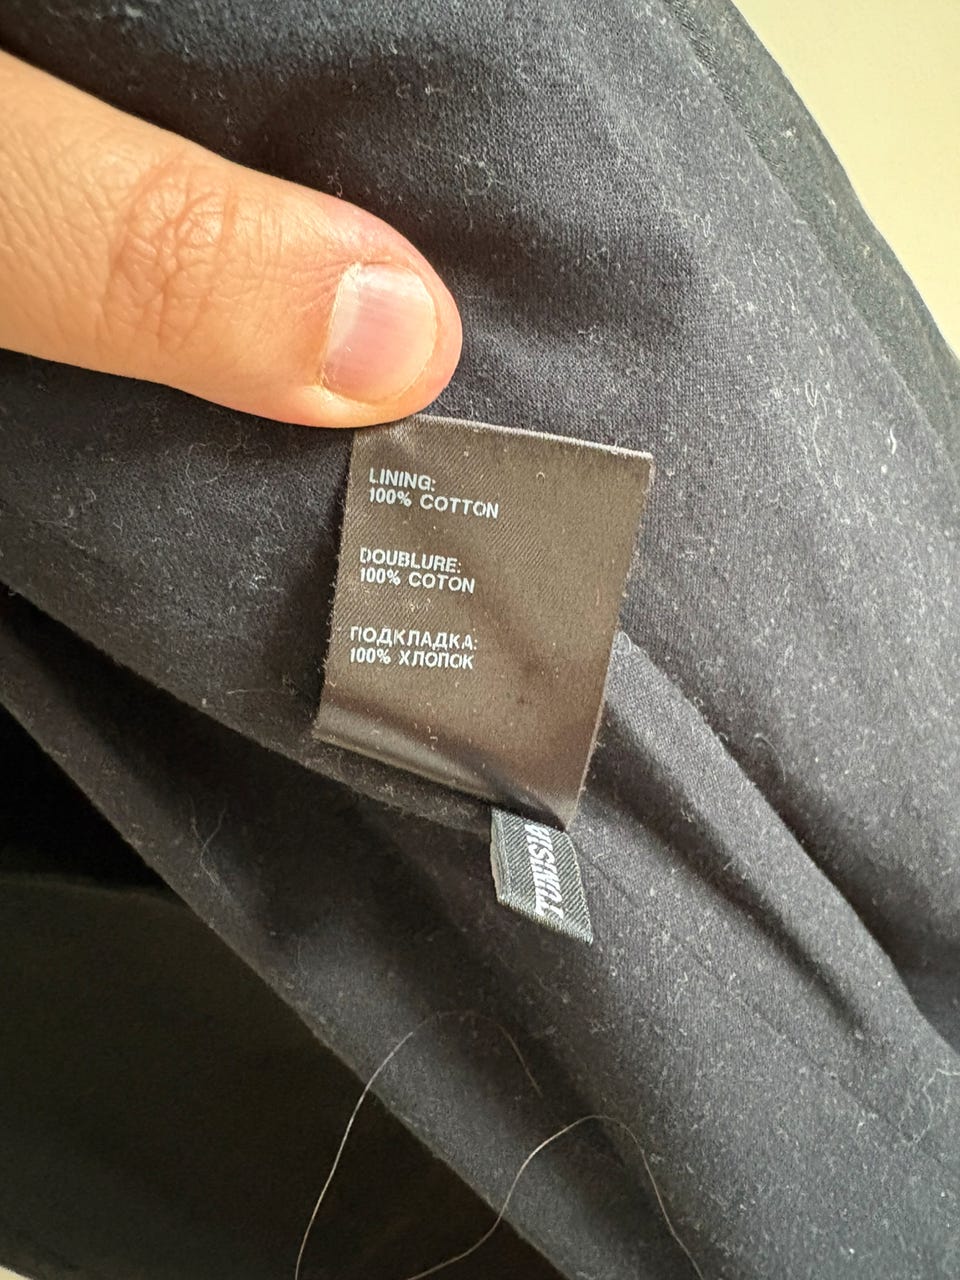 LINING:
100% COTTON
DOUBLURE:
100% COTON
ПОДКЛАДКА:
100% ХЛОПОК